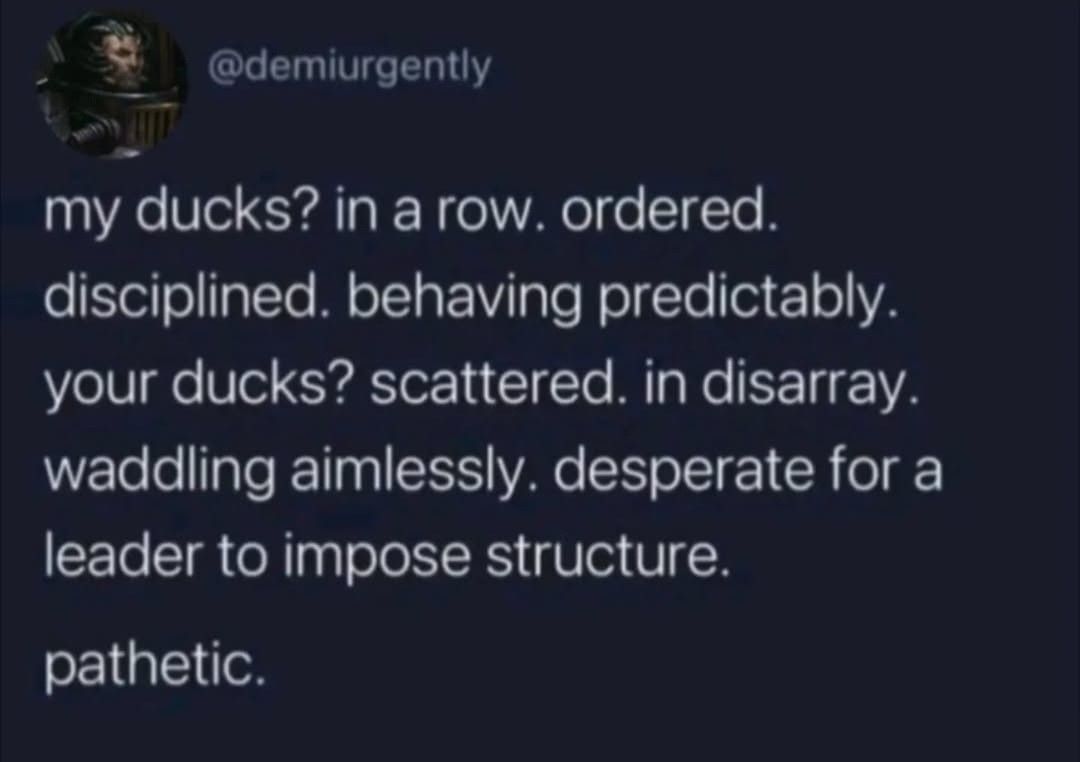 @demiurgently
my ducks? in a row. ordered.
disciplined. behaving predictably.
your ducks? scattered. in disarray.
waddling aimlessly. desperate for a
leader to impose structure.
pathetic.